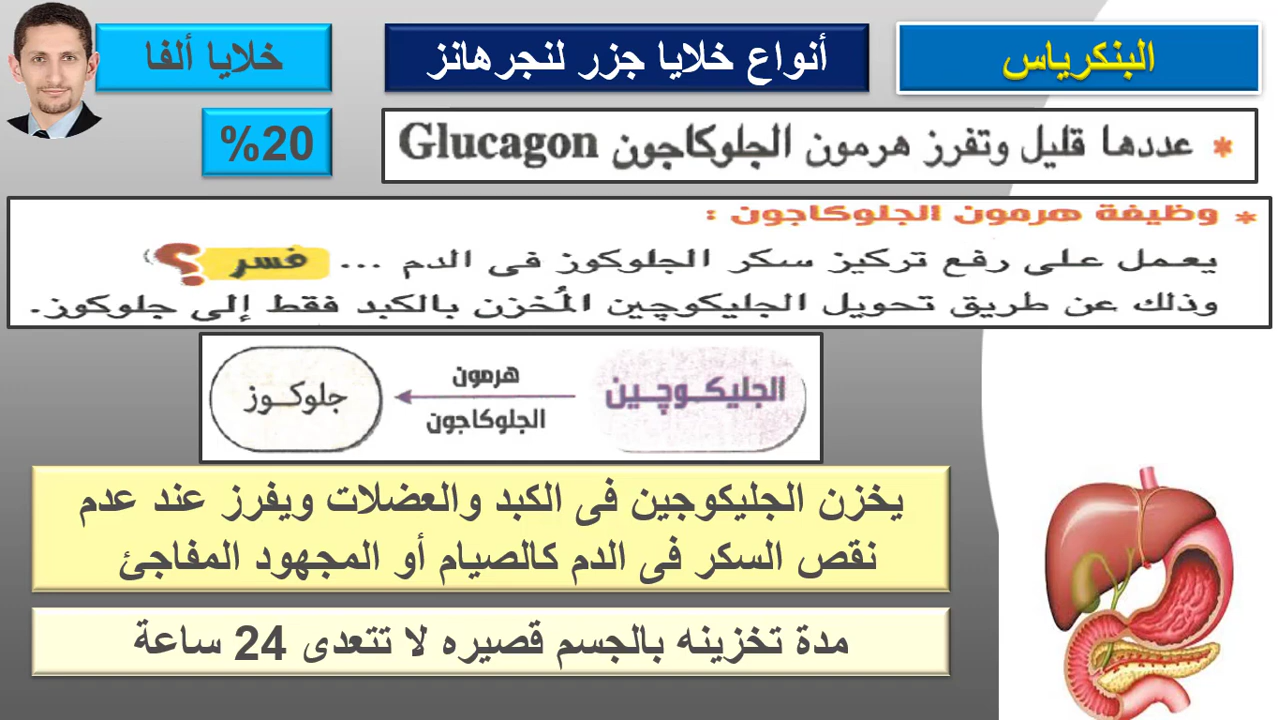 البنكرياس
أنواع خلايا جزر لنجرهانز
خلايا ألفا
* عددها قليل وتفرز هرمون الجلوكاجون Glucagon
%20
* وظيفة هرمون الجلوكاجون :
يعمل على رفع تركيز سكر الجلوكوز فى الدم ... فسر ؟
وذلك عن طريق تحويل الجليكوچين المُخزن بالكبد فقط إلى جلوكوز.
الجليكوچين
هرمون
الجلوكاجون
جلوكوز
يخزن الجليكوجين فى الكبد والعضلات ويفرز عند عدم
نقص السكر فى الدم كالصيام أو المجهود المفاجئ
مدة تخزينه بالجسم قصيره لا تتعدى 24 ساعة